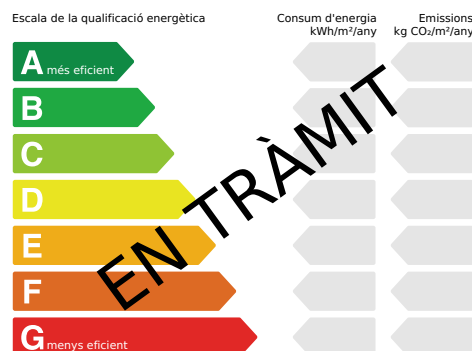 Escala de la qualificació energètica
Consum d'energia
kWh/m²/any
Emissions
kg CO₂/m²/any
A més eficient
B
C
D
E
F
G menys eficient
EN TRÀMIT